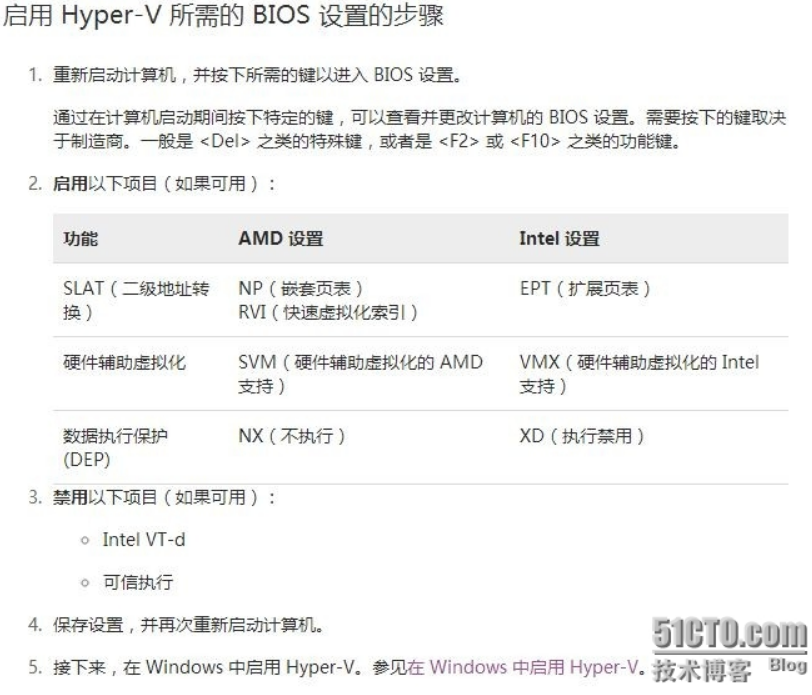 启用 Hyper-V 所需的 BIOS 设置的步骤
1. 重新启动计算机，并按下所需的键以进入 BIOS 设置。
通过在计算机启动期间按下特定的键，可以查看并更改计算机的 BIOS 设置。需要按下的键取决
于制造商。一般是 <Del> 之类的特殊键，或者是 <F2> 或 <F10> 之类的功能键。
2. 启用以下项目（如果可用）：
功能 AMD 设置 Intel 设置
SLAT（二级地址转 NP（嵌套页表） EPT（扩展页表）
换） RVI（快速虚拟化索引）
硬件辅助虚拟化 SVM（硬件辅助虚拟化的 AMD VMX（硬件辅助虚拟化的 Intel
支持） 支持）
数据执行保护 NX（不执行） XD（执行禁用）
(DEP)
3. 禁用以下项目（如果可用）：
Intel VT-d
可信执行
4. 保存设置，并再次重新启动计算机。
5. 接下来，在 Windows 中启用 Hyper-V。参见在 Windows 中启用 Hyper-V。
51CTO.com
技术博客 Blog